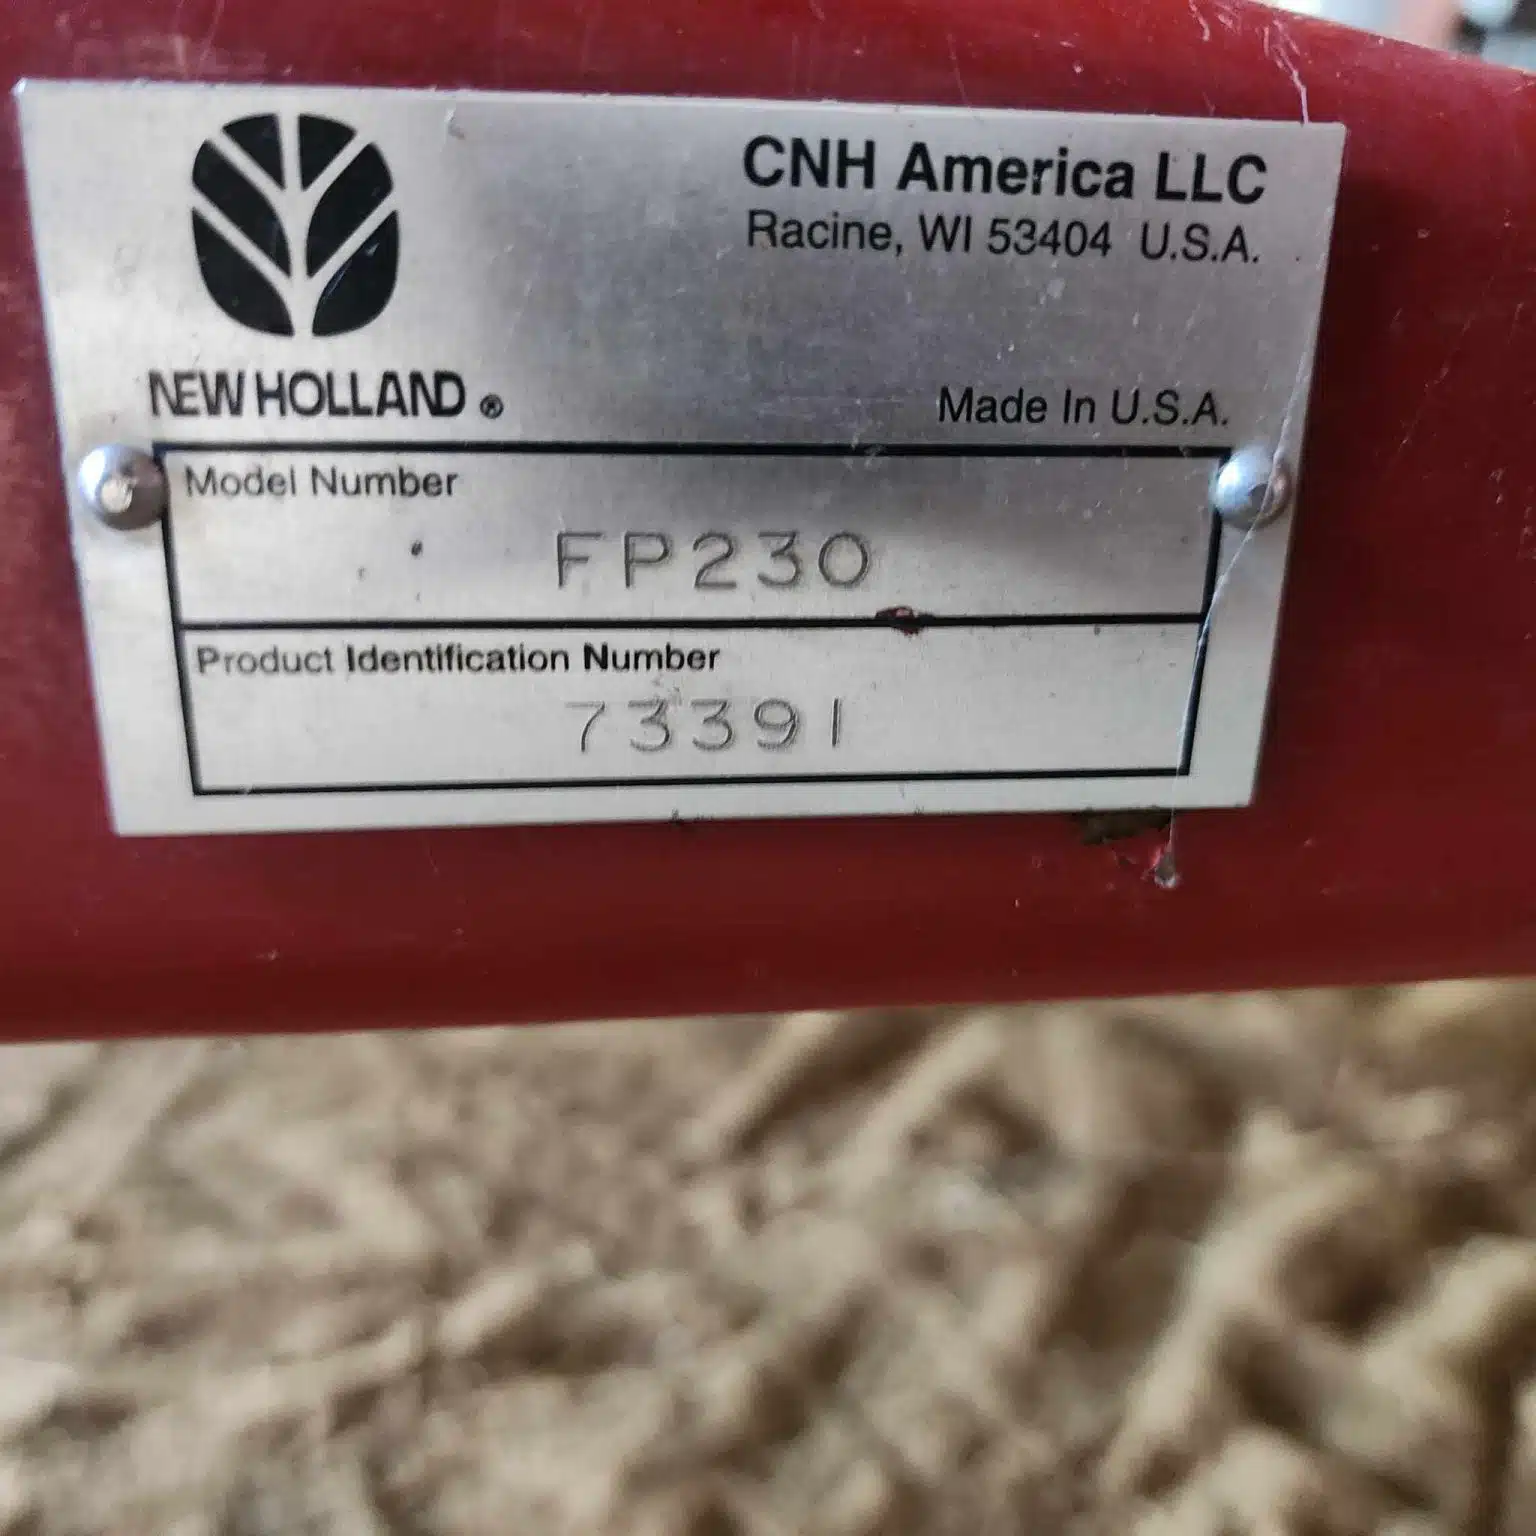 CNH America LLC
Racine, WI 53404 U.S.A.
NEW HOLLAND ®
Made In U.S.A.
Model Number
FP230
Product Identification Number
73391